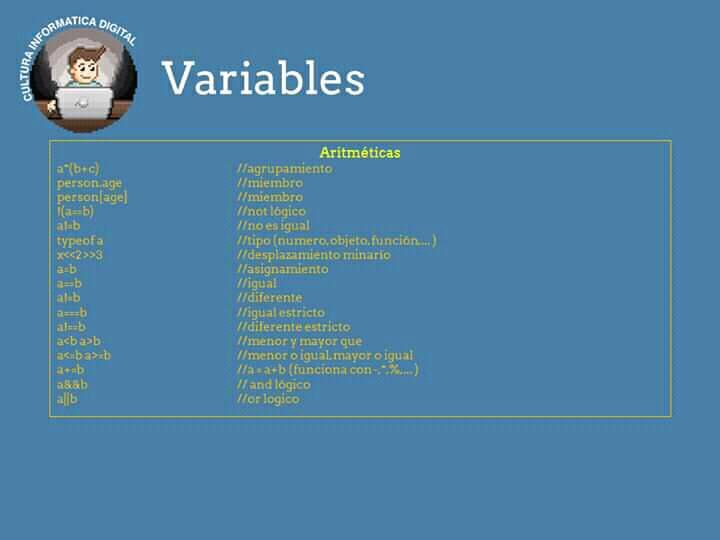 CULTURA INFORMATICA DIGITAL
Variables
Aritméticas
a*(b+c) //agrupamiento
person.age //miembro
person[age] //miembro
!(a==b) //not lógico
a!=b //no es igual
typeof a //tipo (numero, objeto, función,... )
x<<2 >>3 //desplazamiento minarío
a=b //asignamiento
a==b //igual
a!=b //diferente
a===b //igual estricto
a!==b //diferente estricto
a<b a>b //menor y mayor que
a<=b a>=b //menor o igual, mayor o igual
a+=b //a = a+b (funciona con -,*,%,... )
a&&b // and lógico
a||b //or logico